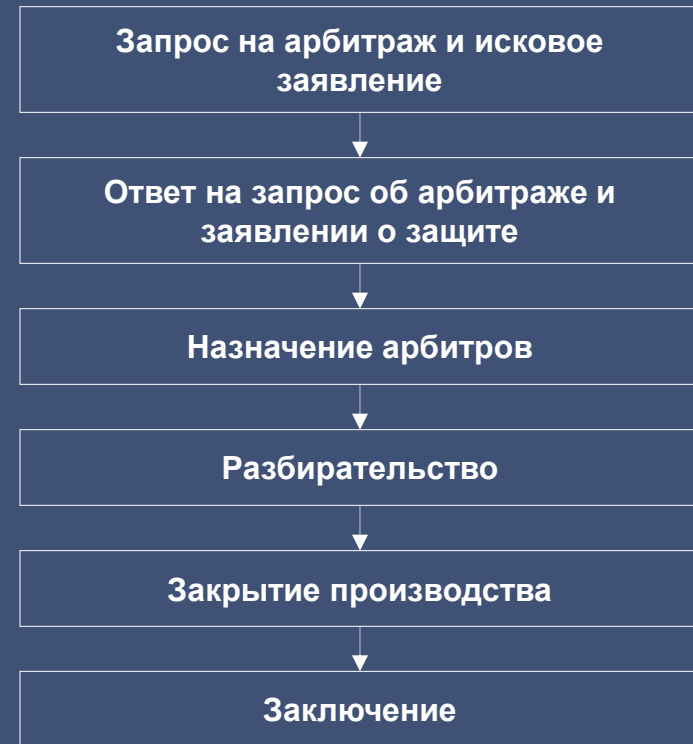 Запрос на арбитраж и исковое
заявление
Ответ на запрос об арбитраже и
заявлении о защите
Назначение арбитров
Разбирательство
Закрытие производства
Заключение